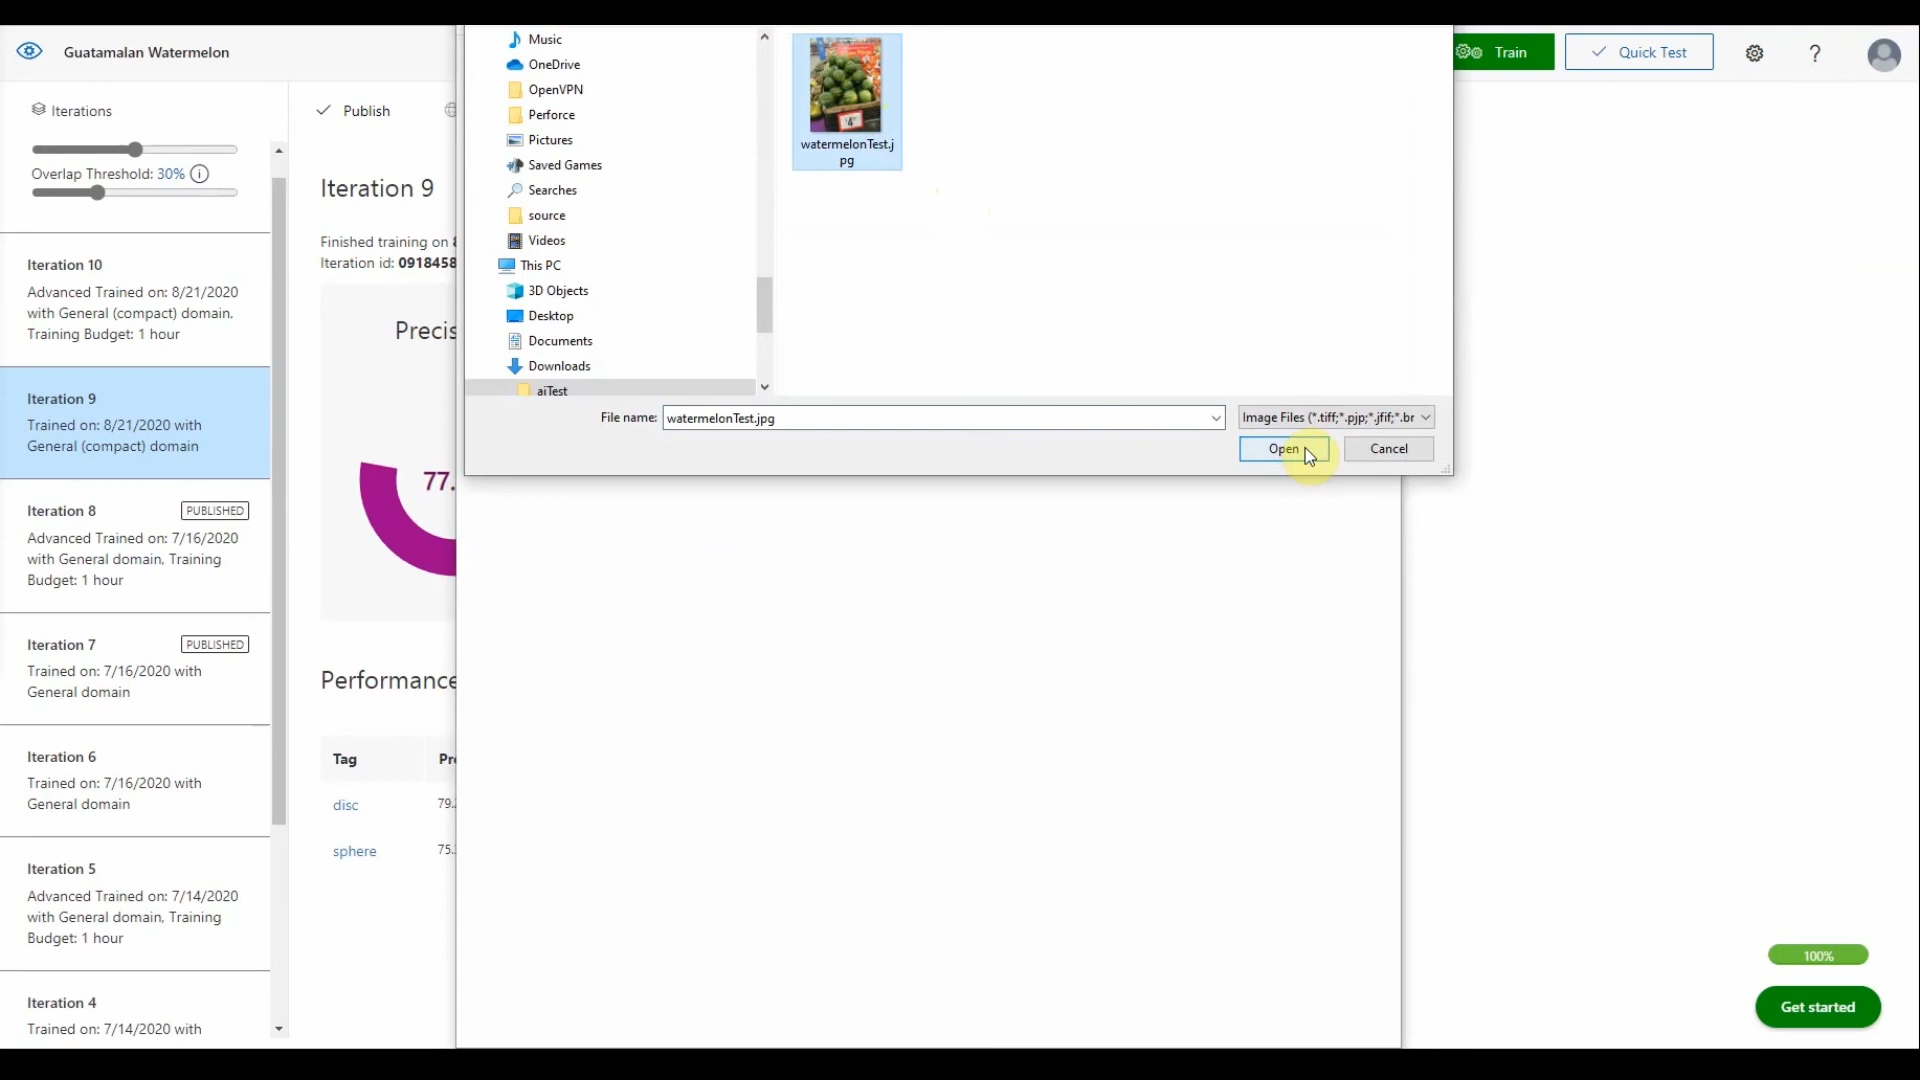 Guatamalan Watermelon
Train
Quick Test
?
Iterations
Overlap Threshold: 30%
Iteration 10
Advanced Trained on: 8/21/2020
with General (compact) domain,
Training Budget: 1 hour
Iteration 9
Trained on: 8/21/2020 with
General (compact) domain
Iteration 8
PUBLISHED
Advanced Trained on: 7/16/2020
with General domain, Training
Budget: 1 hour
Iteration 7
PUBLISHED
Trained on: 7/16/2020 with
General domain
Iteration 6
Trained on: 7/16/2020 with
General domain
Iteration 5
Advanced Trained on: 7/14/2020
with General domain, Training
Budget: 1 hour
Iteration 4
Trained on: 7/14/2020 with
Publish
Iteration 9
Finished training on
Iteration id: 0918458
Precis
77.
Performance
Tag
Pre
disc
79.
sphere
75.
Music
OneDrive
OpenVPN
Perforce
Pictures
Saved Games
Searches
source
Videos
This PC
3D Objects
Desktop
Documents
Downloads
aiTest
watermelonTest.j
pg
File name: watermelonTest.jpg
Image Files (*.tiff;*.pjp;*.jfif;*.br
Open
Cancel
100%
Get started